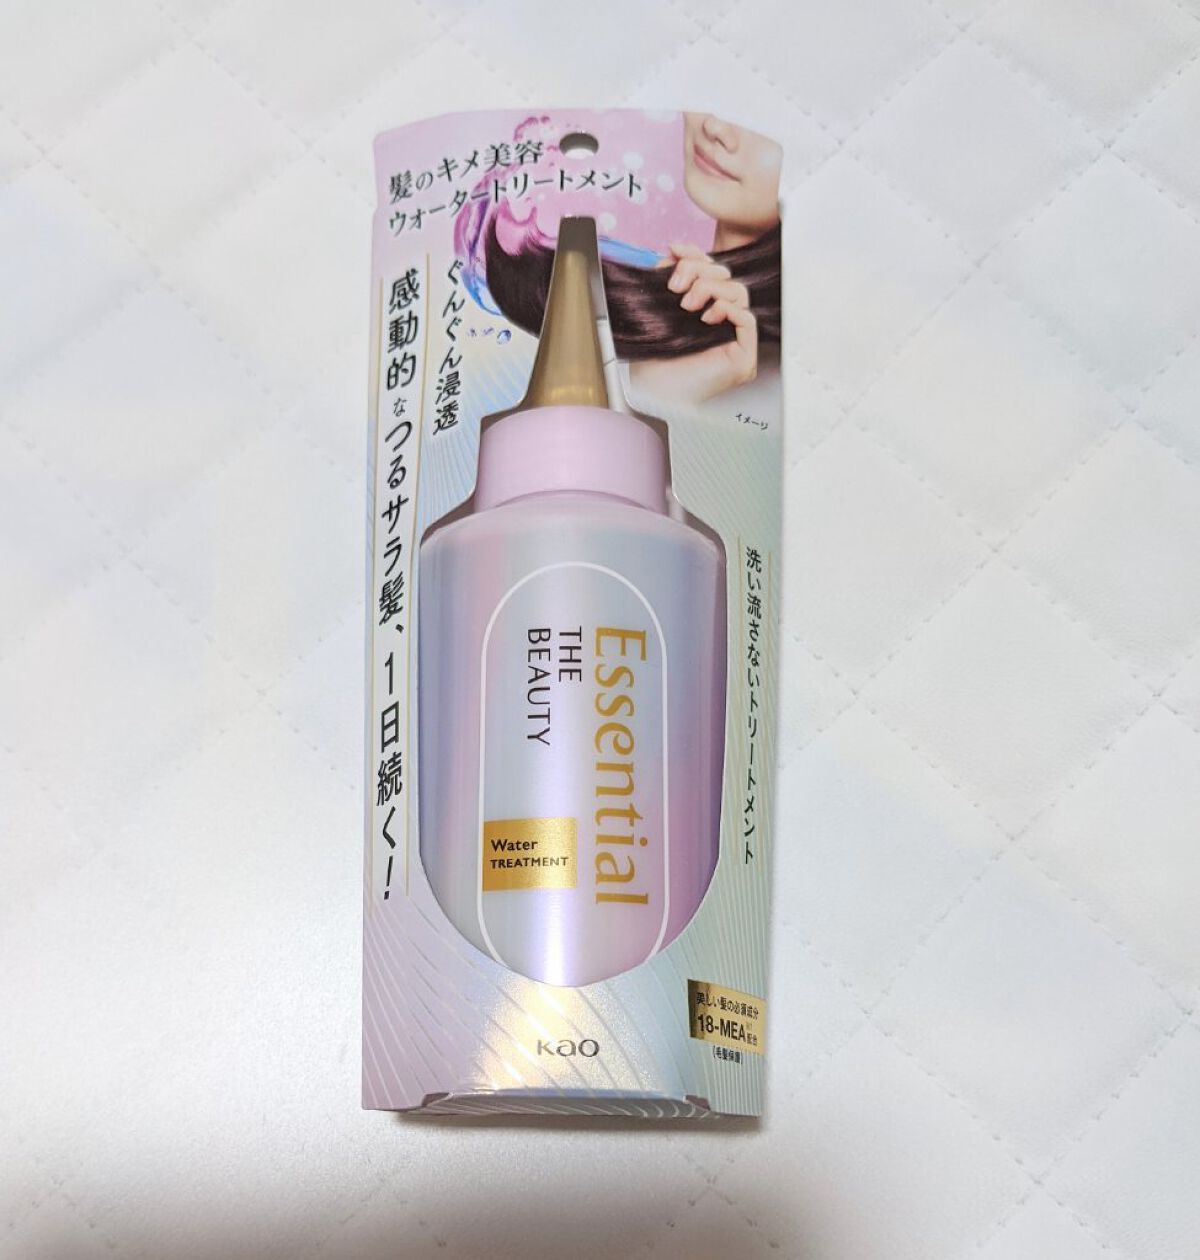 髪のキメ美容
ウォータートリートメント
ぐんぐん浸透
感動的なつるサラ髪、1日続く!
イメージ
洗い流さないトリートメント
Essential
THE
BEAUTY
Water
TREATMENT
美しい髪の必須成分
18-MEA
配合
(毛髪保護)
Kao